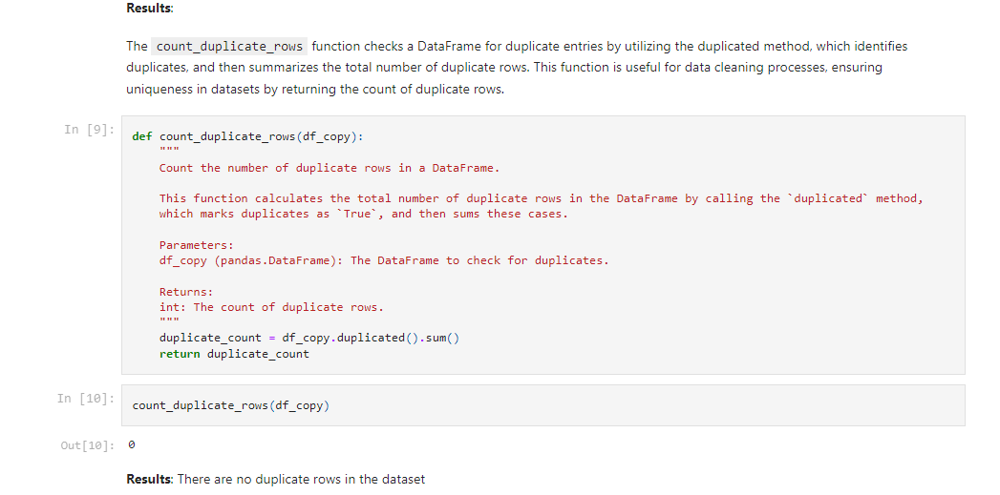 Results:
The count_duplicate_rows function checks a DataFrame for duplicate entries by utilizing the duplicated method, which identifies
duplicates, and then summarizes the total number of duplicate rows. This function is useful for data cleaning processes, ensuring
uniqueness in datasets by returning the count of duplicate rows.
In [9]:
def count_duplicate_rows(df_copy):
    """
    Count the number of duplicate rows in a DataFrame.
    This function calculates the total number of duplicate rows in the DataFrame by calling the `duplicated` method,
    which marks duplicates as `True`, and then sums these cases.
    Parameters:
    df_copy (pandas.DataFrame): The DataFrame to check for duplicates.
    Returns:
    int: The count of duplicate rows.
    """
    duplicate_count = df_copy.duplicated().sum()
    return duplicate_count
In [10]:
count_duplicate_rows(df_copy)
Out[10]: 0
Results: There are no duplicate rows in the dataset